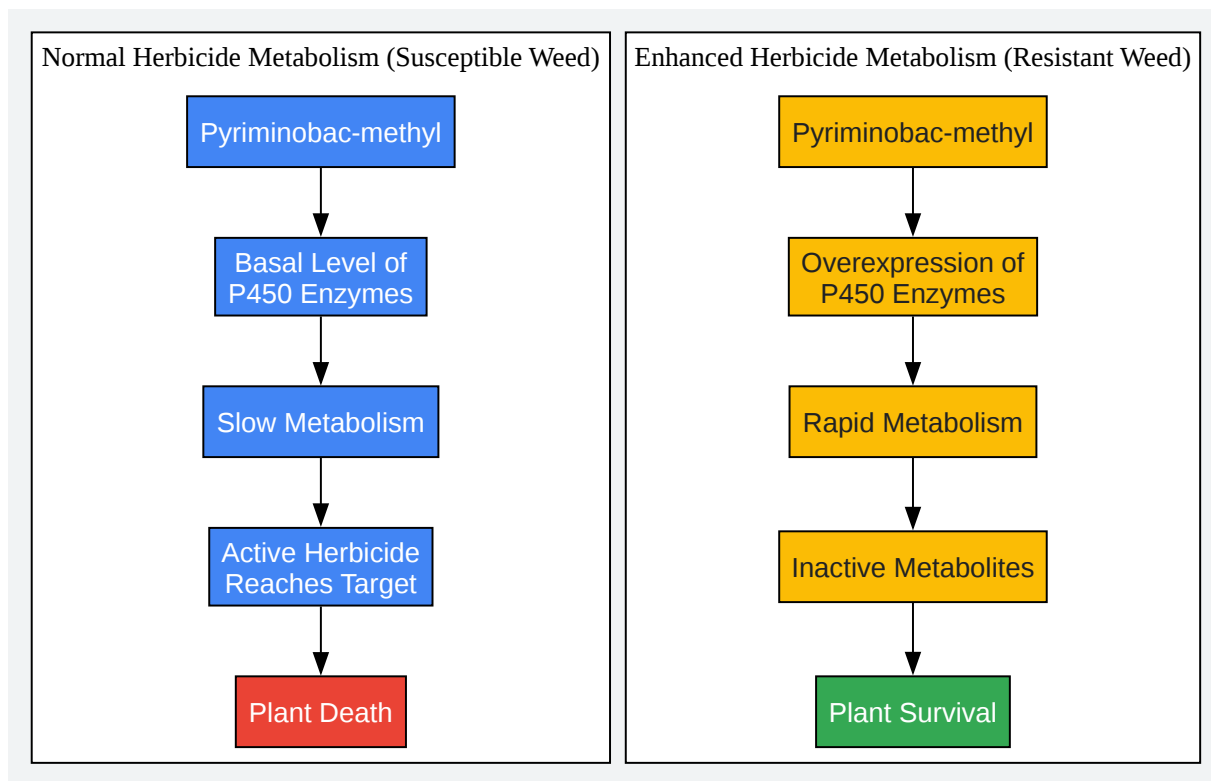 Normal Herbicide Metabolism (Susceptible Weed)
Pyriminobac-methyl
Basal Level of
P450 Enzymes
Slow Metabolism
Active Herbicide
Reaches Target
Plant Death
Enhanced Herbicide Metabolism (Resistant Weed)
Pyriminobac-methyl
Overexpression of
P450 Enzymes
Rapid Metabolism
Inactive Metabolites
Plant Survival